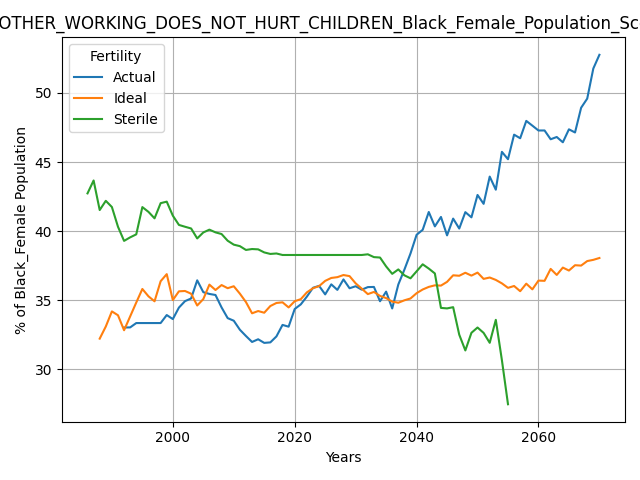 OTHER_WORKING_DOES_NOT_HURT_CHILDREN_Black_Female_Population_Sc
Fertility
Actual
Ideal
Sterile
% of Black_Female Population
50
45
40
35
30
2000 2020 2040 2060
Years